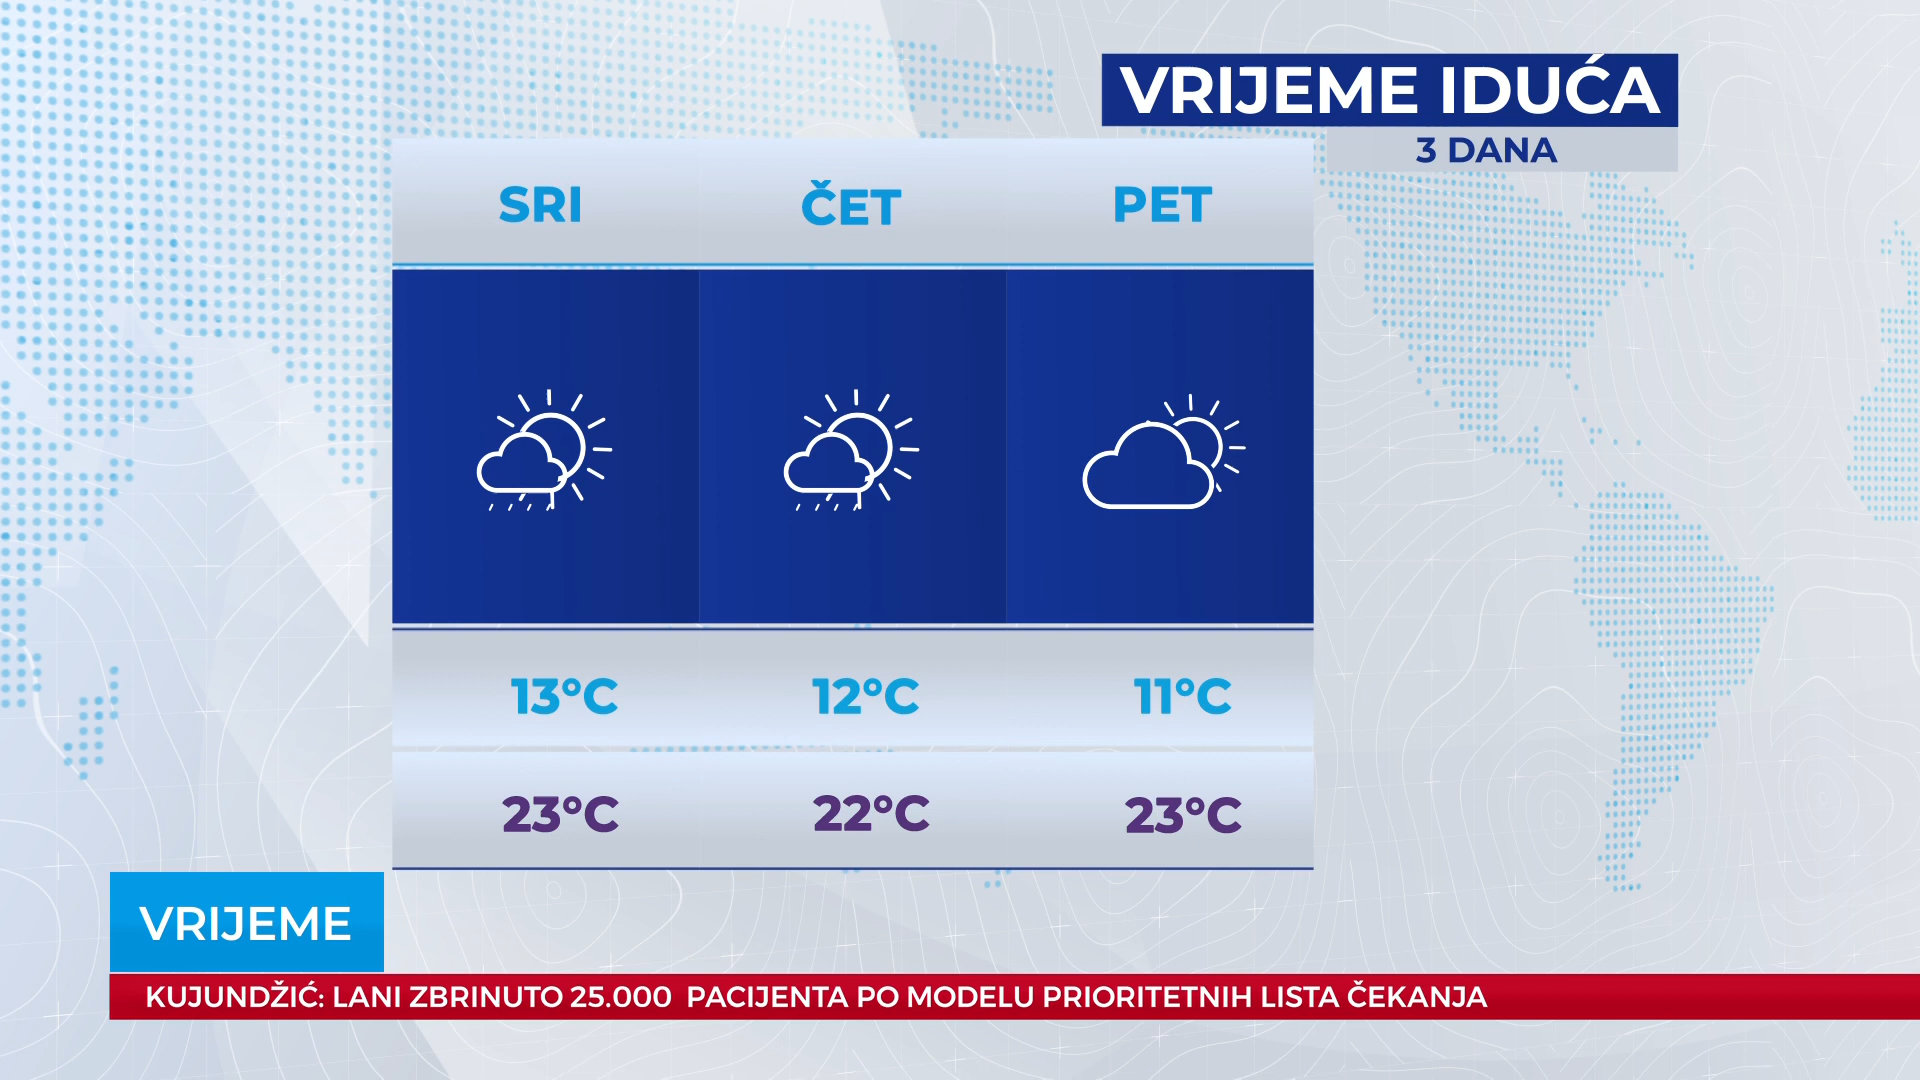 VRIJEME IDUĆA
3 DANA
SRI ČET PET
13°C 12°C 11°C
23°C 22°C 23°C
VRIJEME
KUJUNDŽIĆ: LANI ZBRINUTO 25.000 PACIJENTA PO MODELU PRIORITETNIH LISTA ČEKANJA